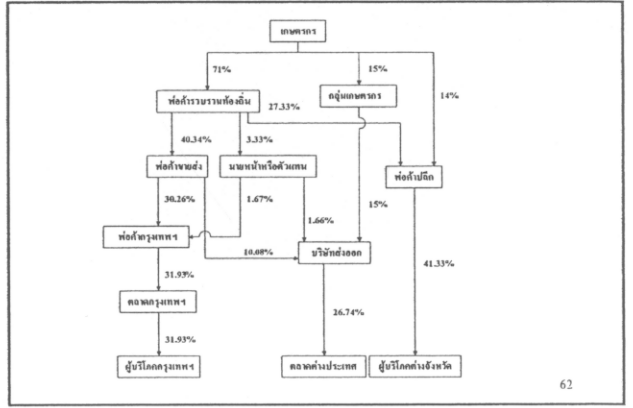 เกษตรกร
71%
15%
14%
พ่อค้ารวบรวมท้องถิ่น
27.33%
กลุ่มเกษตรกร
40.34%
3.33%
พ่อค้าขายส่ง
นายหน้าหรือตัวแทน
พ่อค้าปลีก
30.26%
1.67%
1.66%
15%
พ่อค้ากรุงเทพฯ
10.08%
บริษัทส่งออก
41.33%
31.93%
ตลาดกรุงเทพฯ
26.74%
31.93%
ผู้บริโภคกรุงเทพฯ
ตลาดต่างประเทศ
ผู้บริโภคต่างจังหวัด
62